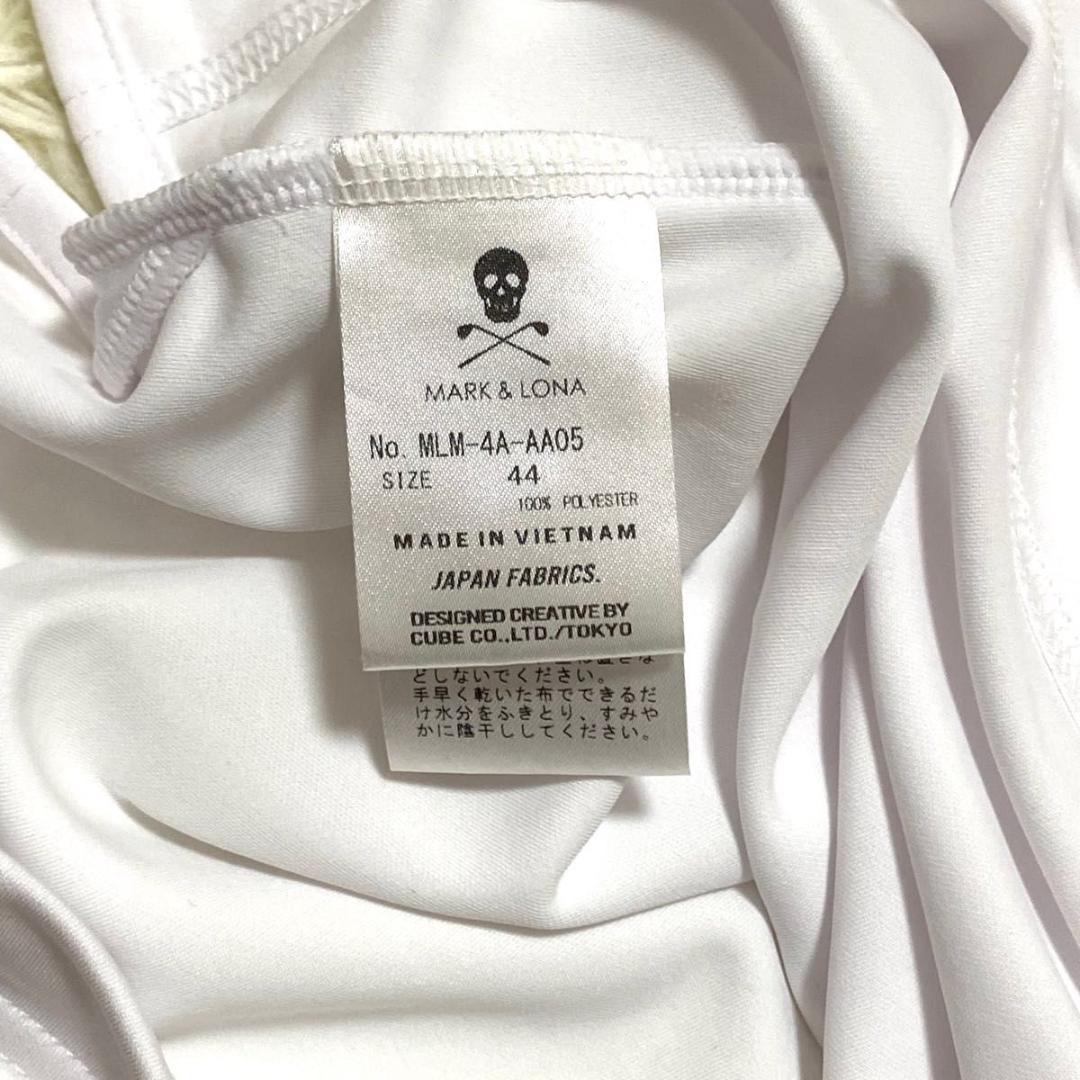 MARK & LONA
No. MLM-4A-AA05
SIZE 44
100% POLYESTER
MADE IN VIETNAM
JAPAN FABRICS.
DESIGNED CREATIVE BY
CUBE CO.,LTD./TOKYO
どしないでください。
手早く乾いた布でできるだ
け水分をふきとり、すみや
かに陰干ししてください。